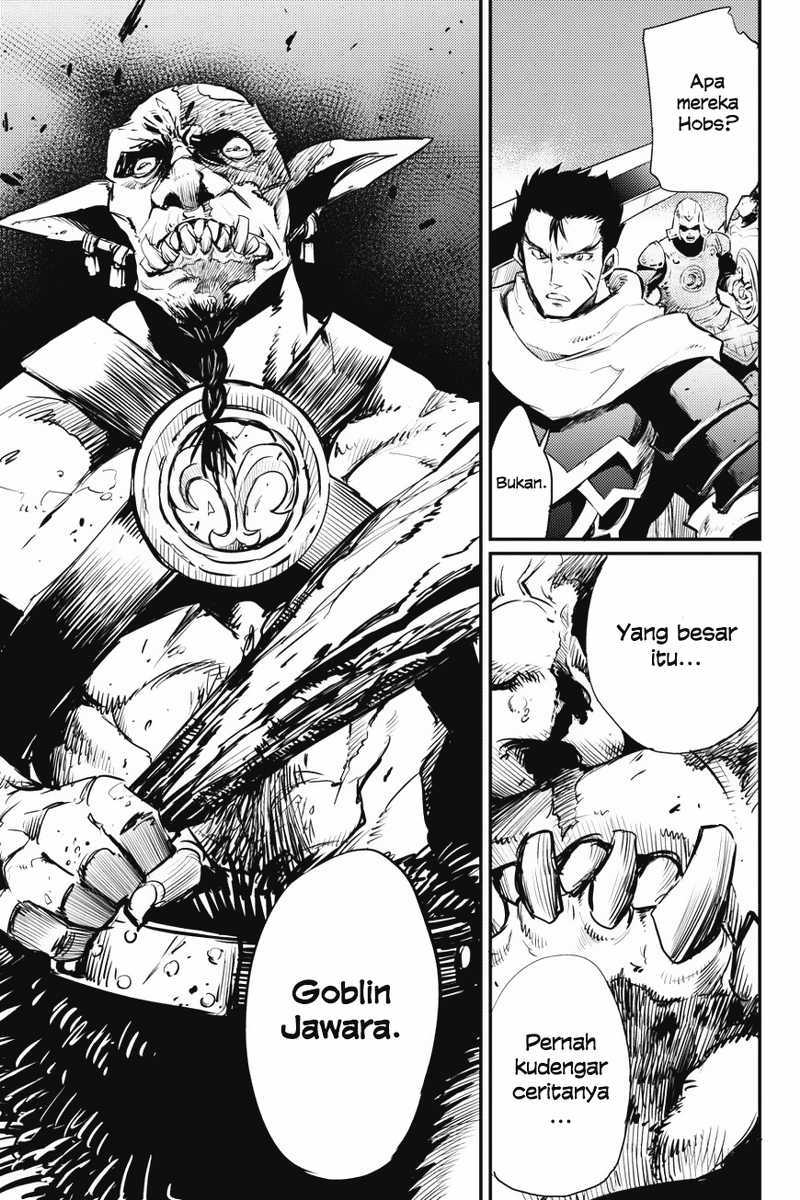 Apa
mereka
Hobs?
Bukan.
Yang besar
itu...
Pernah
kudengar
ceritanya
...
Goblin
Jawara.